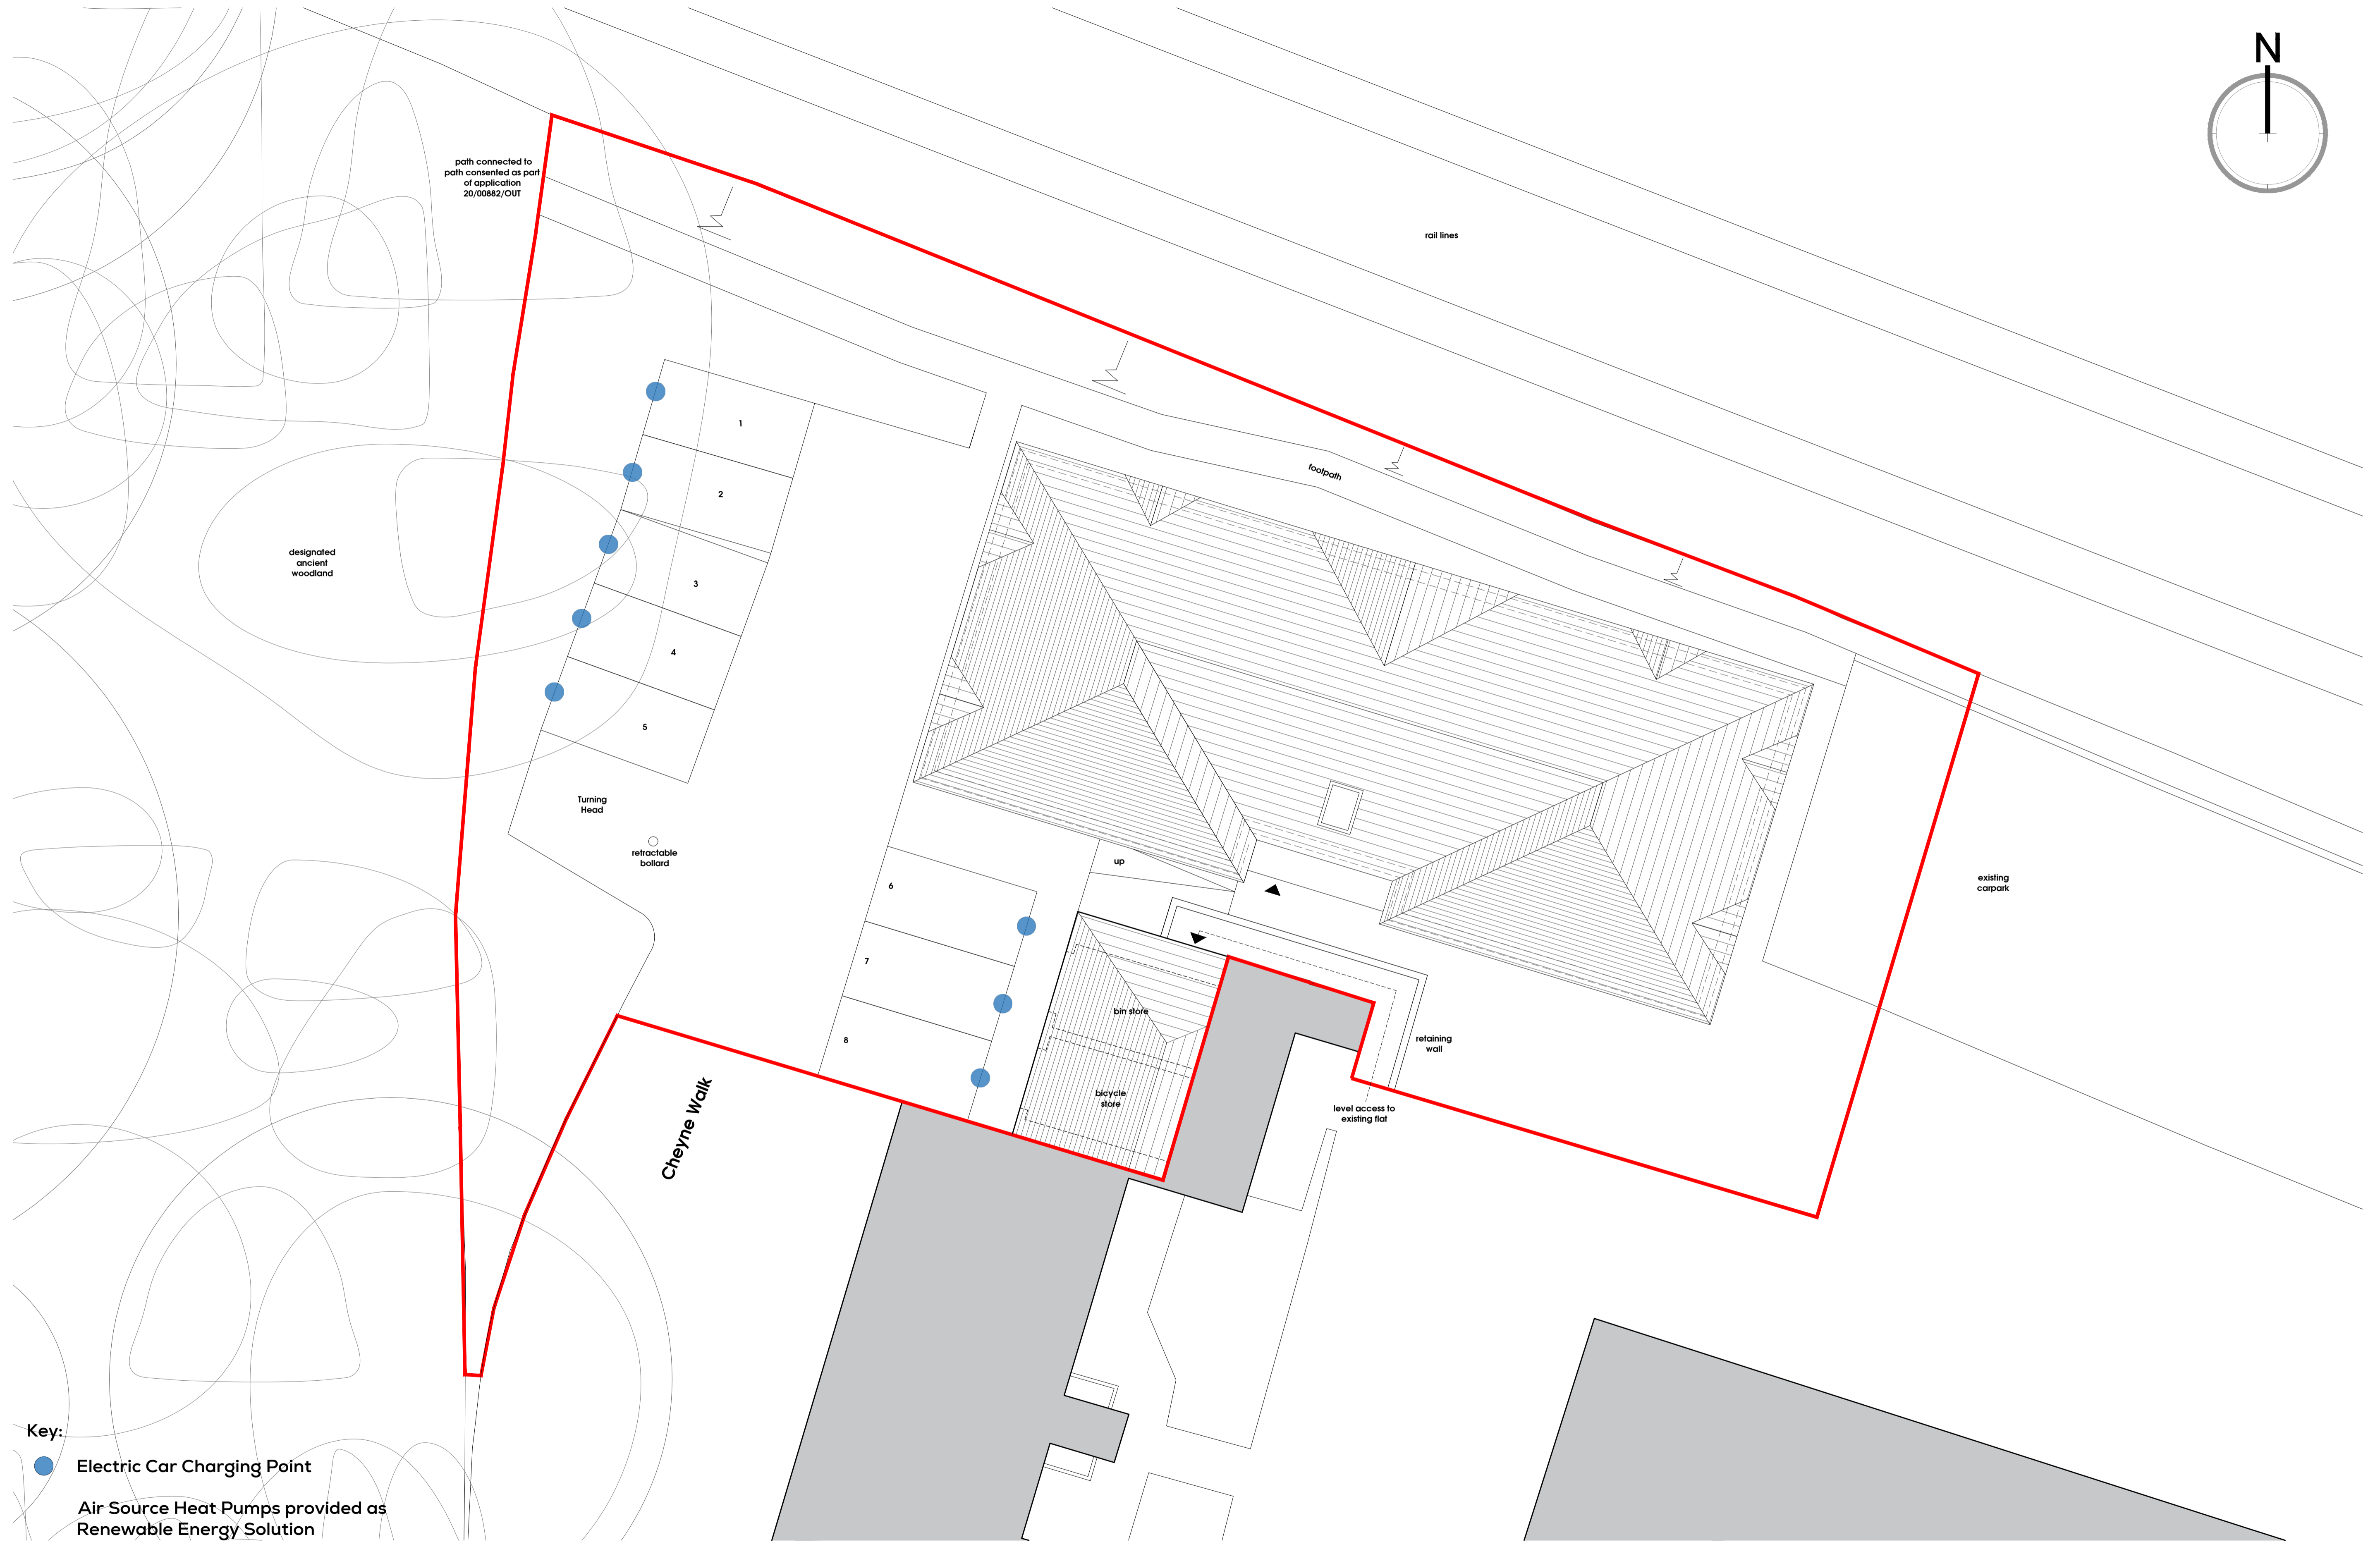 N
path connected to
path consented as part
of application
20/00882/OUT
rail lines
1
footpath
2
designated
ancient
woodland
3
4
5
Turning
Head
refractable
bollard
up
6
existing
carpark
7
bin store
8
retaining
wall
bicycle
store
level access to
existing flat
Cheyne Walk
Key:
Electric Car Charging Point
Air Source Heat Pumps provided as
Renewable Energy Solution